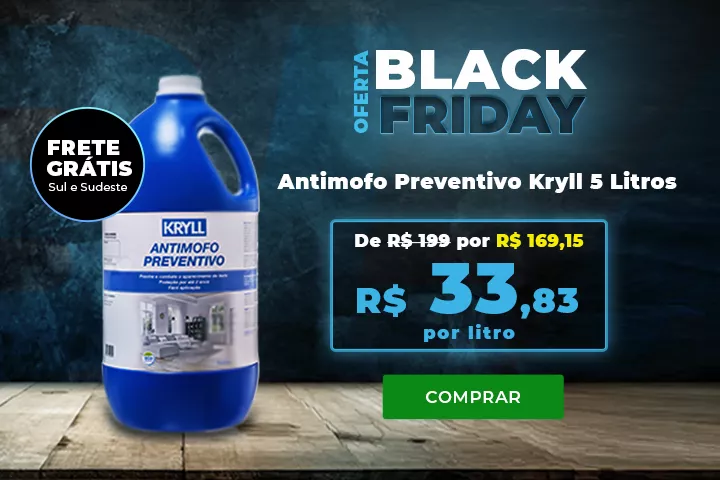 OFERTA
BLACK
FRIDAY
FRETE
GRÁTIS
Sul e Sudeste
Antimofo Preventivo Kryll 5 Litros
De R$ 199 por R$ 169,15
R$ 33,83
por litro
COMPRAR
KRYLL
ANTIMOFO
PREVENTIVO